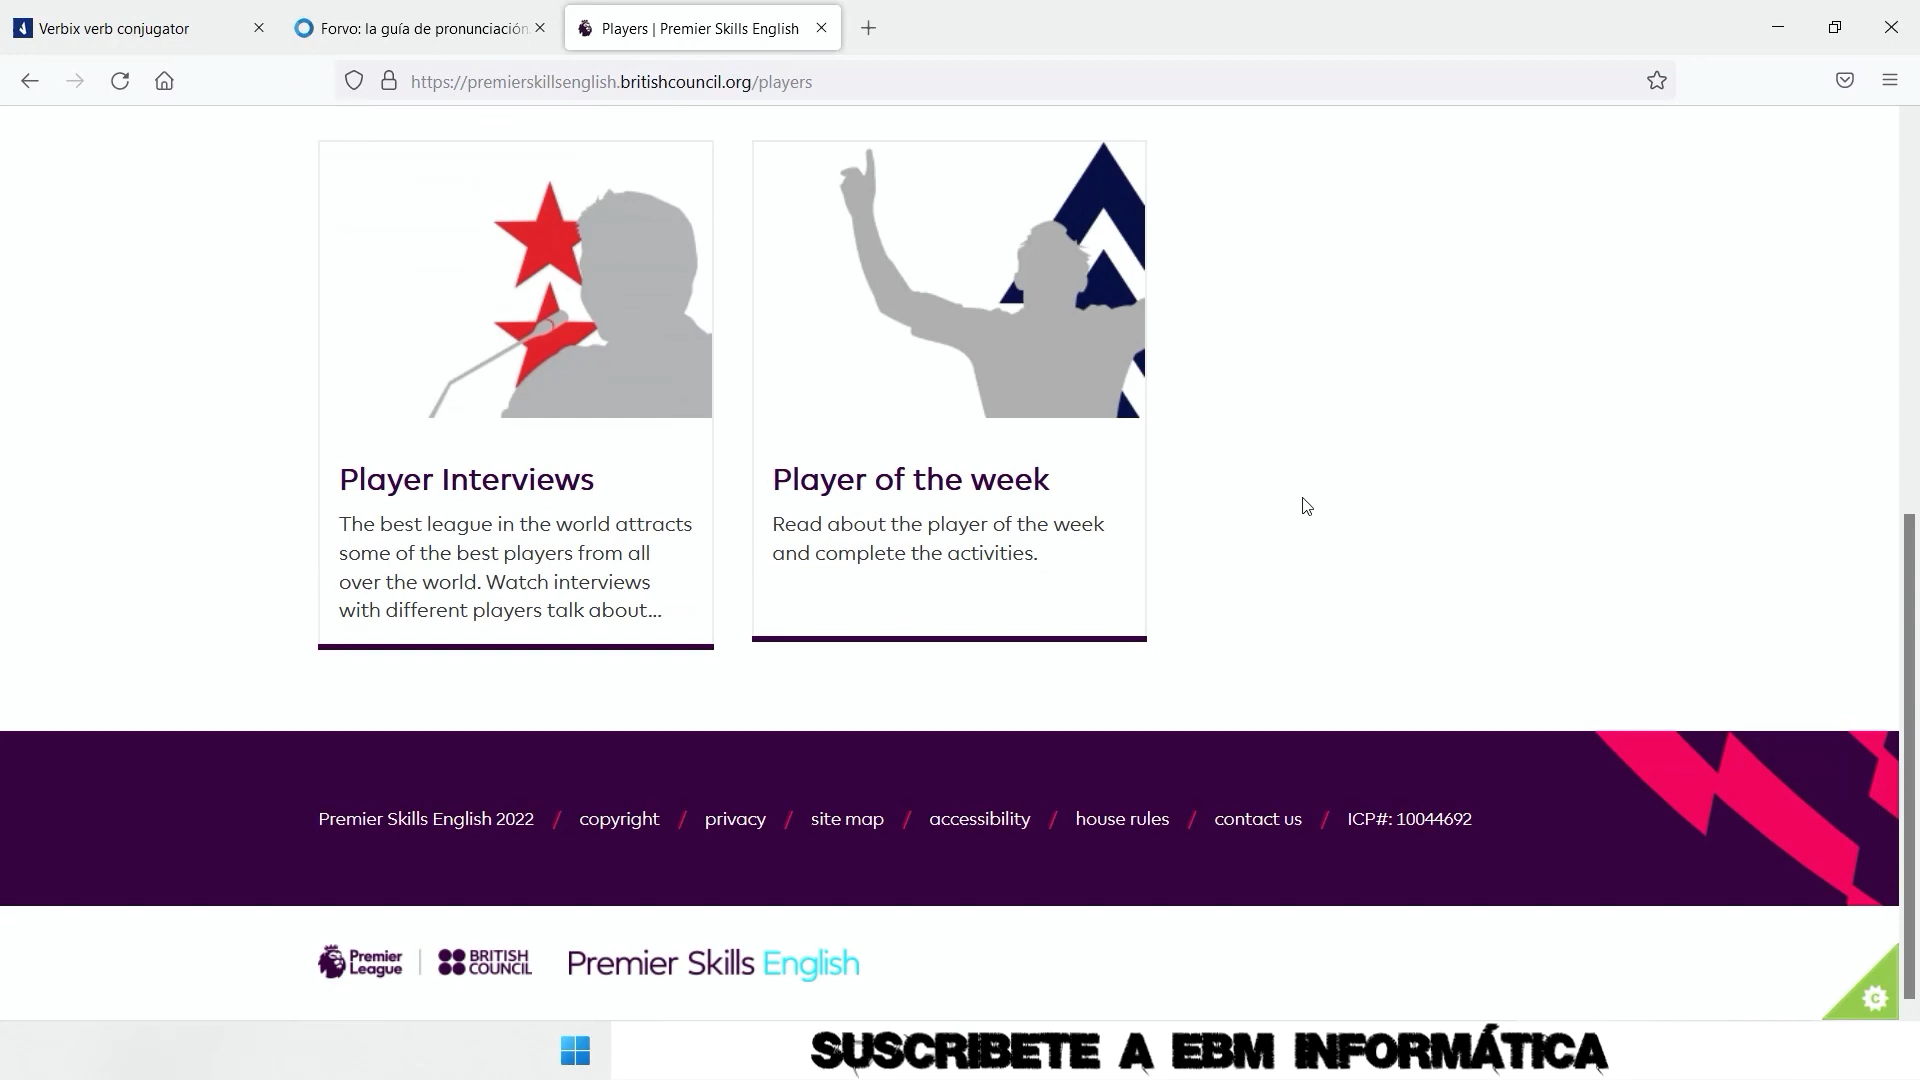 Verbix verb conjugator
Forvo: la guía de pronunciación
Players | Premier Skills English
https://premierskillsenglish.britishcouncil.org/players
Player Interviews
The best league in the world attracts
some of the best players from all
over the world. Watch interviews
with different players talk about...
Player of the week
Read about the player of the week
and complete the activities.
Premier Skills English 2022 / copyright / privacy / site map / accessibility / house rules / contact us / ICP#: 10044692
Premier League | BRITISH COUNCIL Premier Skills English
C
SUSCRIBETE A EBM INFORMÁTICA